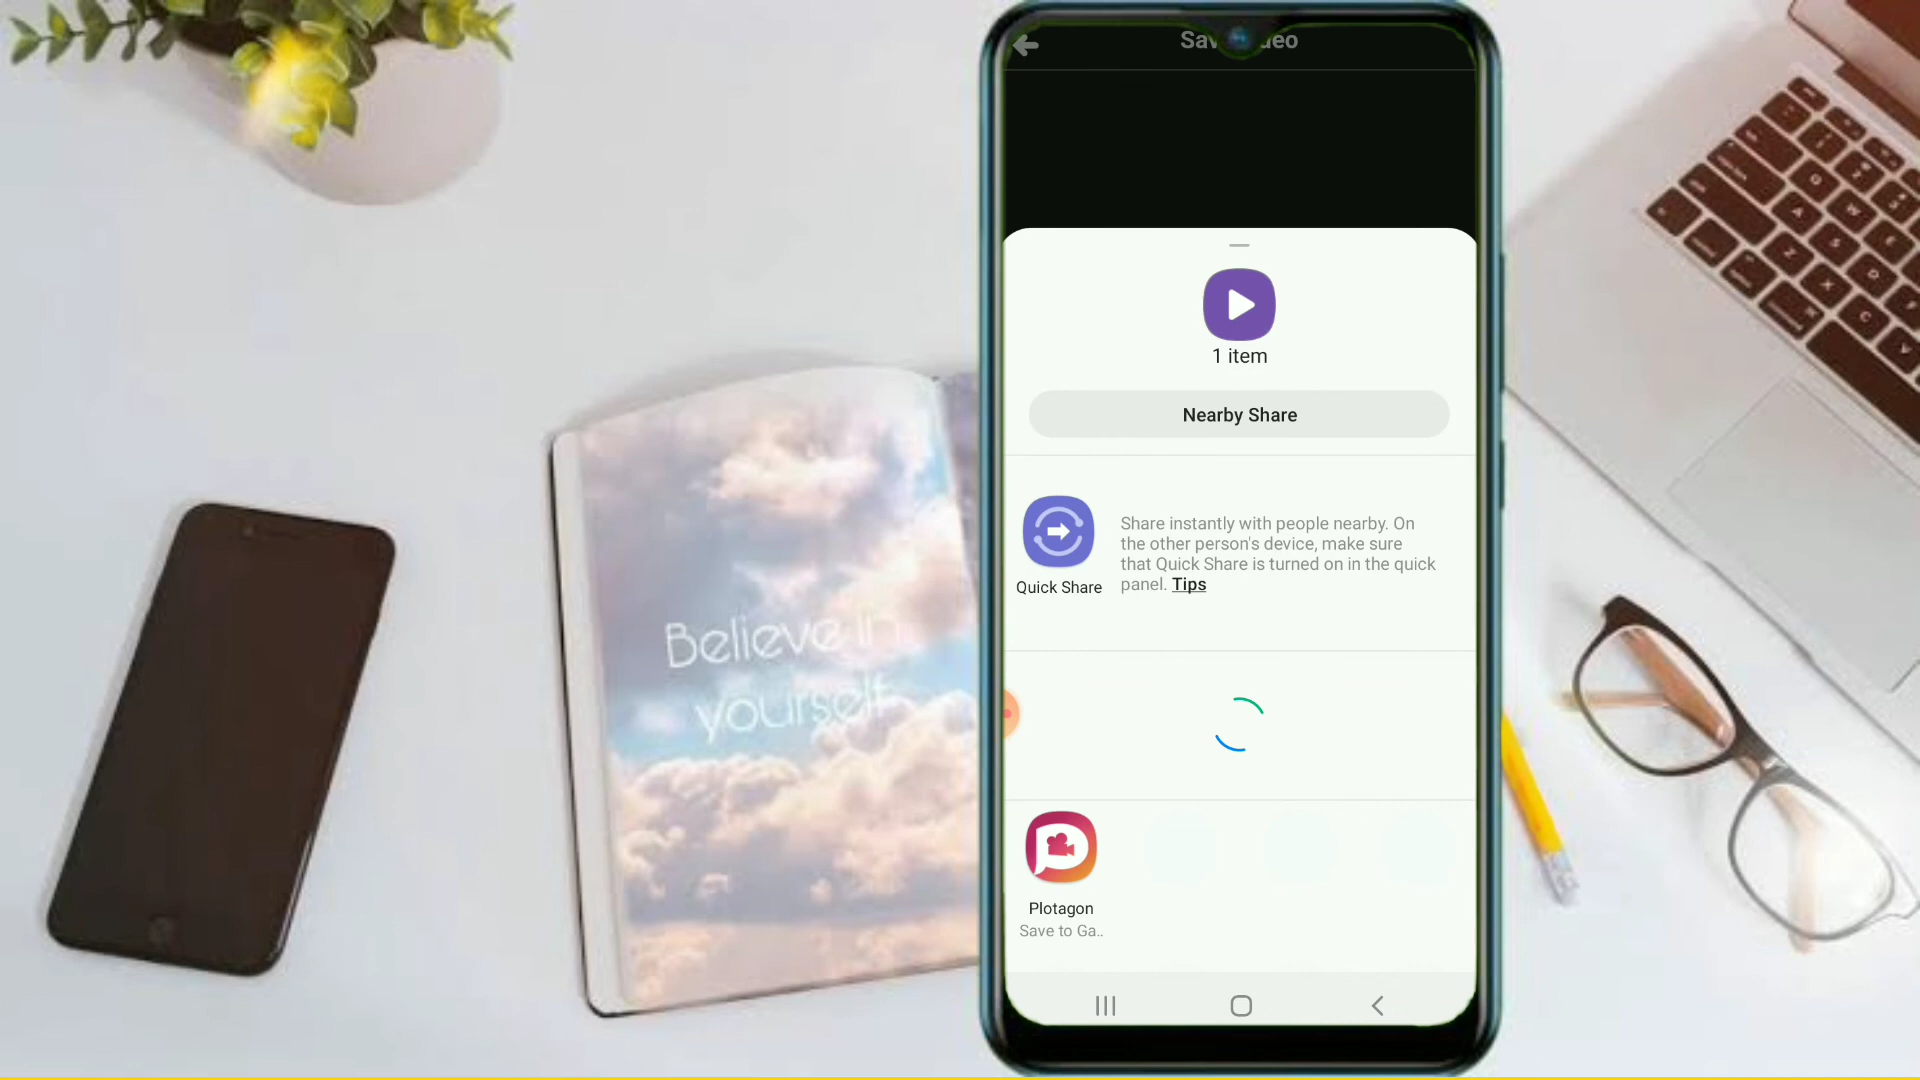 Sav deo
1 item
Nearby Share
Share instantly with people nearby. On
the other person's device, make sure
that Quick Share is turned on in the quick
panel. Tips
Quick Share
Believe in
yourself
Plotagon
Save to Ga..